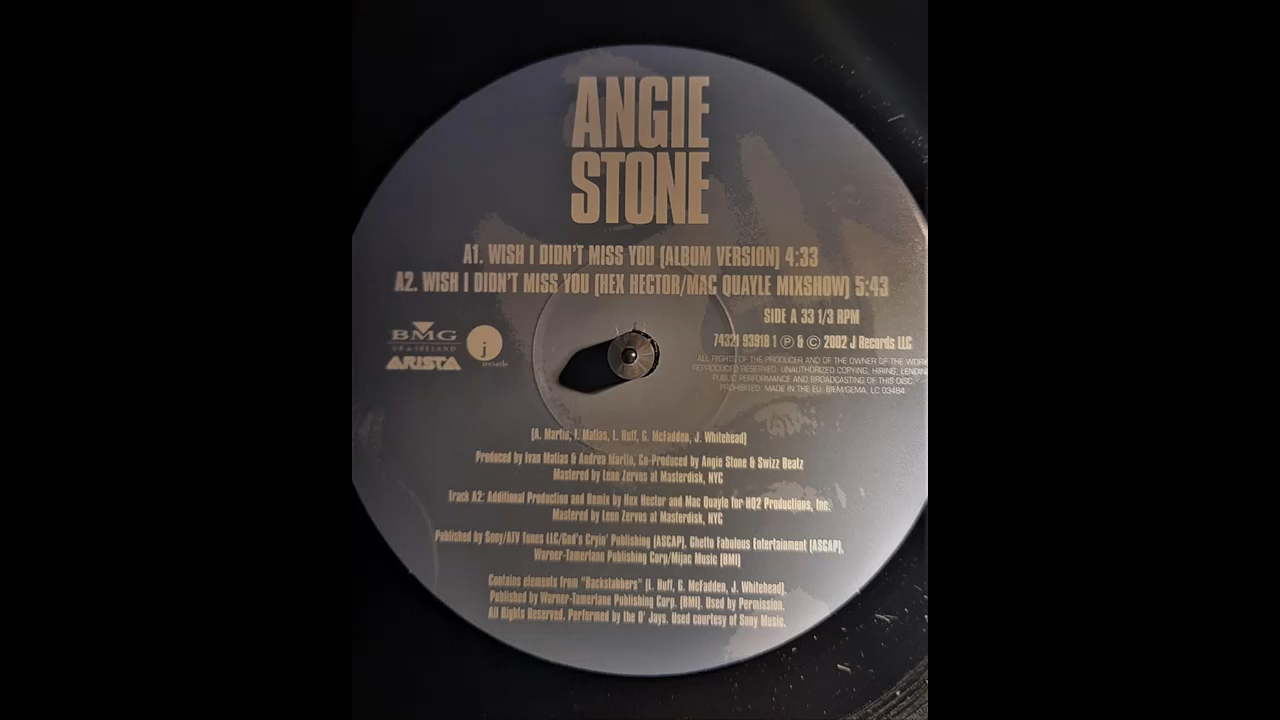 ANGIE
STONE
A1. WISH I DIDN'T MISS YOU (ALBUM VERSION) 4:33
A2. WISH I DIDN'T MISS YOU (HEX HECTOR/MAC QUAYLE MIXSHOW) 5:43
SIDE A 33 1/3 RPM
BMG
UK & IRELAND
ARISTA
j
records
74321 93918 1 Ⓟ & © 2002 J Records LLC
ALL RIGHTS OF THE PRODUCER AND OF THE OWNER OF THE WORK
REPRODUCED RESERVED. UNAUTHORIZED COPYING, HIRING, LENDING
PUBLIC PERFORMANCE AND BROADCASTING OF THIS DISC
PROHIBITED. MADE IN THE EU. BIEM/GEMA. LC 03484.
(A. Martin, I. Matias, L. Huff, G. McFadden, J. Whitehead)
Produced by Ivan Matias & Andrea Martin, Co-Produced by Angie Stone & Swizz Beatz
Mastered by Leon Zervos at Masterdisk, NYC
Track A2: Additional Production and Remix by Hex Hector and Mac Quayle for HQ2 Productions, Inc.
Mastered by Leon Zervos at Masterdisk, NYC
Published by Sony/ATV Tunes LLC/God's Cryin' Publishing (ASCAP), Ghetto Fabulous Entertainment (ASCAP),
Warner-Tamerlane Publishing Corp/Mijac Music (BMI)
Contains elements from "Backstabbers" (L. Huff, G. McFadden, J. Whitehead).
Published by Warner-Tamerlane Publishing Corp. (BMI). Used by Permission.
All Rights Reserved. Performed by the O' Jays. Used courtesy of Sony Music.